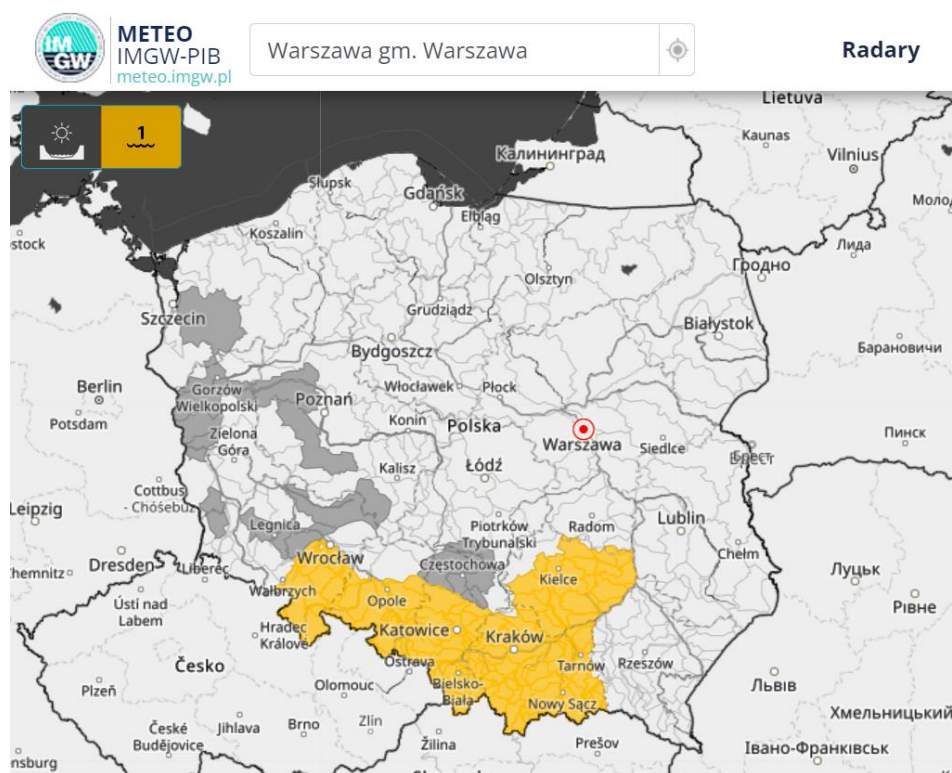 IM
GW
METEO
IMGW-PIB
meteo.imgw.pl
Warszawa gm. Warszawa
Radary
1
Lietuva
Kaunas
Vilnius
Калининград
Słupsk
Gdańsk
Elbląg
Koszalin
Лида
Гродно
Olsztyn
Szczecin
Grudziądz
Białystok
Bydgoszcz
Барановичи
Berlin
Potsdam
Gorzów
Wielkopolski
Poznań
Włocławek
Płock
Konin
Polska
Warszawa
Siedlce
Пинск
Zielona
Góra
Kalisz
Łódź
Cottbus
- Chóśebuz
Leipzig
Legnica
Piotrków
Trybunalski
Radom
Lublin
Wrocław
Częstochowa
Kielce
Chełm
Dresden
Liberec
Wałbrzych
Opole
Луцьк
Рівне
Ústí nad
Labem
Hradec
Králové
Katowice
Kraków
Česko
Ostrava
Tarnów
Rzeszów
Plzeň
Olomouc
Bielsko-
Biała
Nowy Sącz
Львів
Хмельницький
České
Budějovice
Jihlava
Brno
Zlín
Žilina
Prešov
Івано-Франківськ